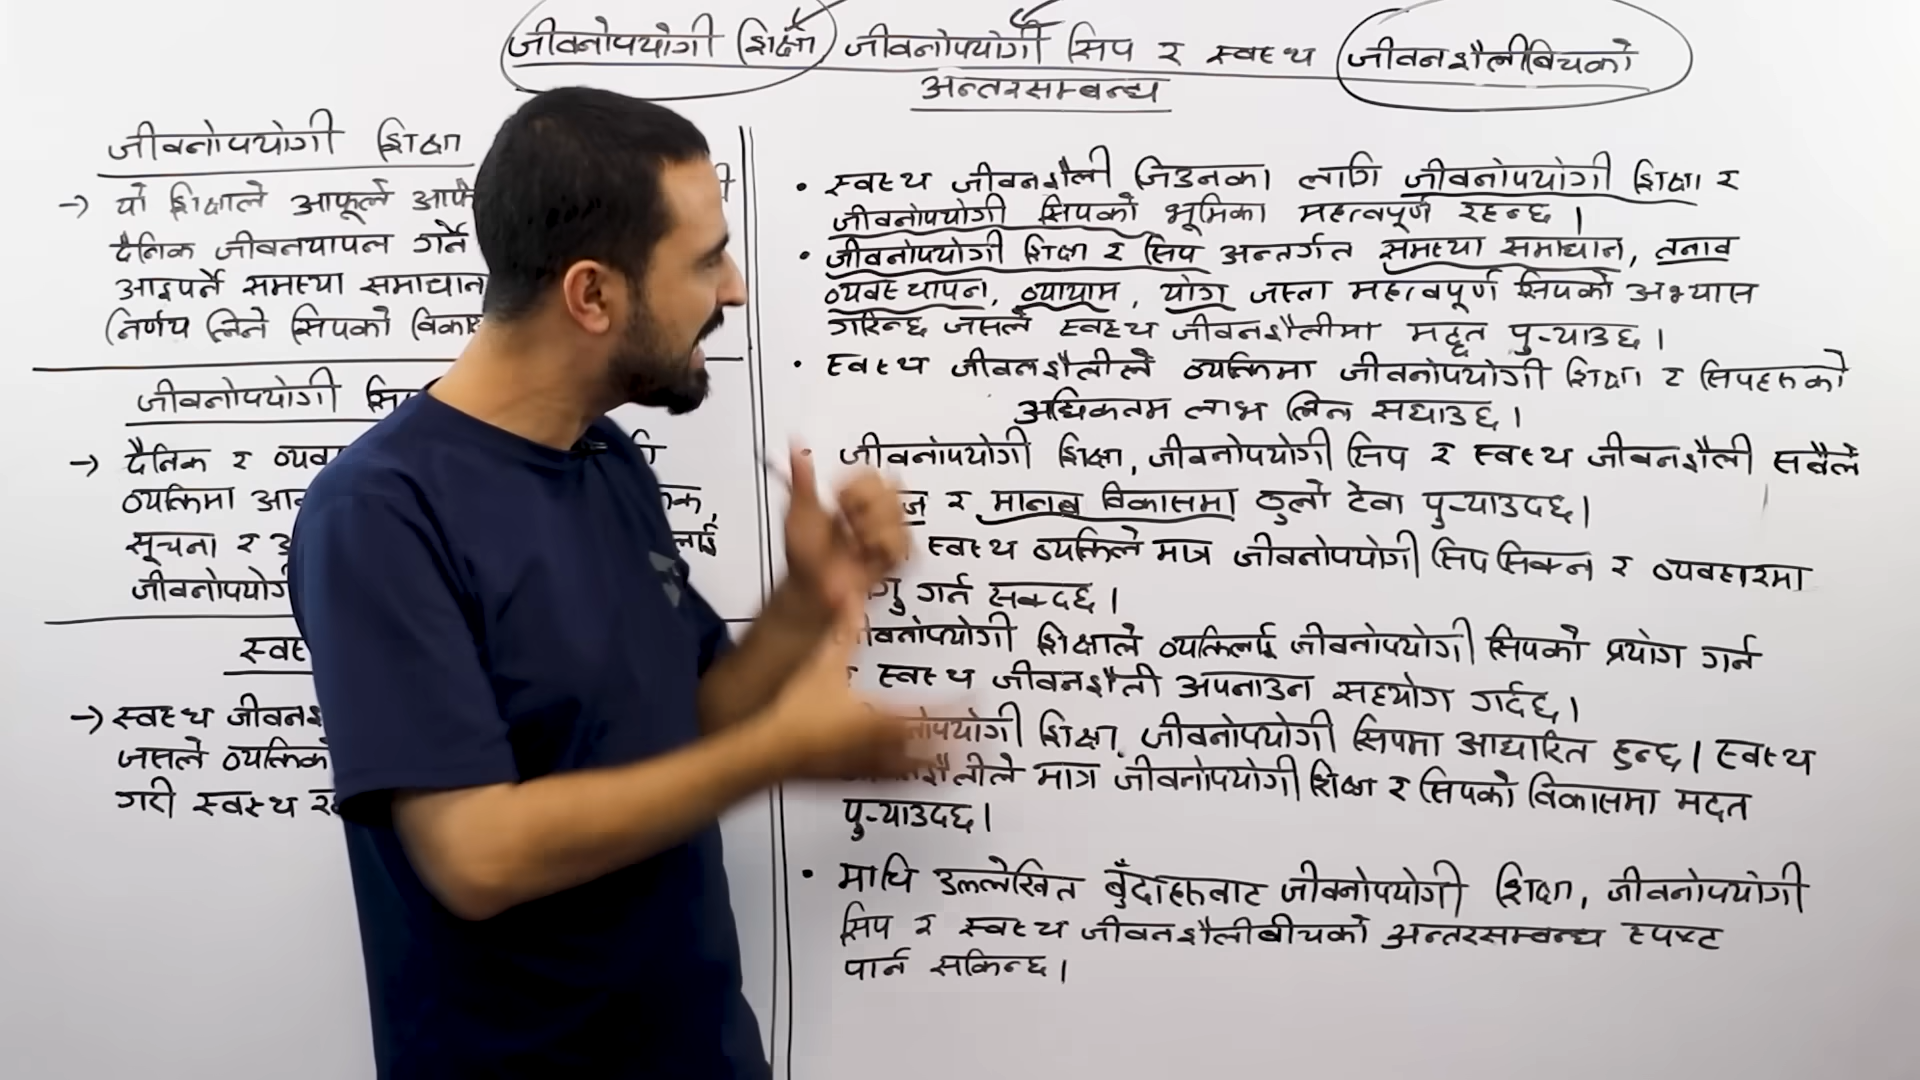 जीवनोपयोगी शिक्षा जीवनोपयोगी सिप र स्वस्थ जीवनशैलीबिचको
अन्तरसम्बन्ध
जीवनोपयोगी शिक्षा
→ यो शिक्षाले आफूले
दैनिक जीवनयापन गर्ने
आइपर्ने समस्या समाधान
निर्णय लिने सिपको
जीवनोपयोगी
→ दैनिक र
व्यक्तिमा
सूचना र
जीवनोपयोगी
→ स्वस्थ
जसले
गरी स्वस्थ
• स्वस्थ जीवनशैली जिउनका लागि जीवनोपयोगी शिक्षा र
जीवनोपयोगी सिपको भूमिका महत्वपूर्ण रहन्छ ।
• जीवनोपयोगी शिक्षा र सिप अन्तर्गत समस्या समाधान, तनाव
व्यवस्थापन, व्यायाम, योग जस्ता महत्वपूर्ण सिपको अभ्यास
गरिन्छ जसले स्वस्थ जीवनशैलीमा मद्दत पुऱ्याउछ ।
• स्वस्थ जीवनशैलीले व्यक्तिमा जीवनोपयोगी शिक्षा र सिपहरुको
अधिकतम लाभ लिन सघाउछ ।
• जीवनोपयोगी शिक्षा, जीवनोपयोगी सिप र स्वस्थ जीवनशैली सबैले
र मानव विकासमा ठुलो टेवा पुऱ्याउदछ ।
स्वस्थ व्यक्तिले मात्र जीवनोपयोगी सिप सिक्न र व्यवहारमा
गर्न सक्दछ ।
जीवनोपयोगी शिक्षाले व्यक्तिलाई जीवनोपयोगी सिपको प्रयोग गर्न
स्वस्थ जीवनशैली अपनाउन सहयोग गर्दछ ।
जीवनोपयोगी शिक्षा, जीवनोपयोगी सिपमा आधारित हुन्छ । स्वस्थ
जीवनशैलीले मात्र जीवनोपयोगी शिक्षा र सिपको विकासमा मदत
पुऱ्याउदछ ।
• माथि उल्लेखित बुँदाहरुबाट जीवनोपयोगी शिक्षा, जीवनोपयोगी
सिप र स्वस्थ जीवनशैलीबीचको अन्तरसम्बन्ध स्पष्ट
पार्न सकिन्छ ।